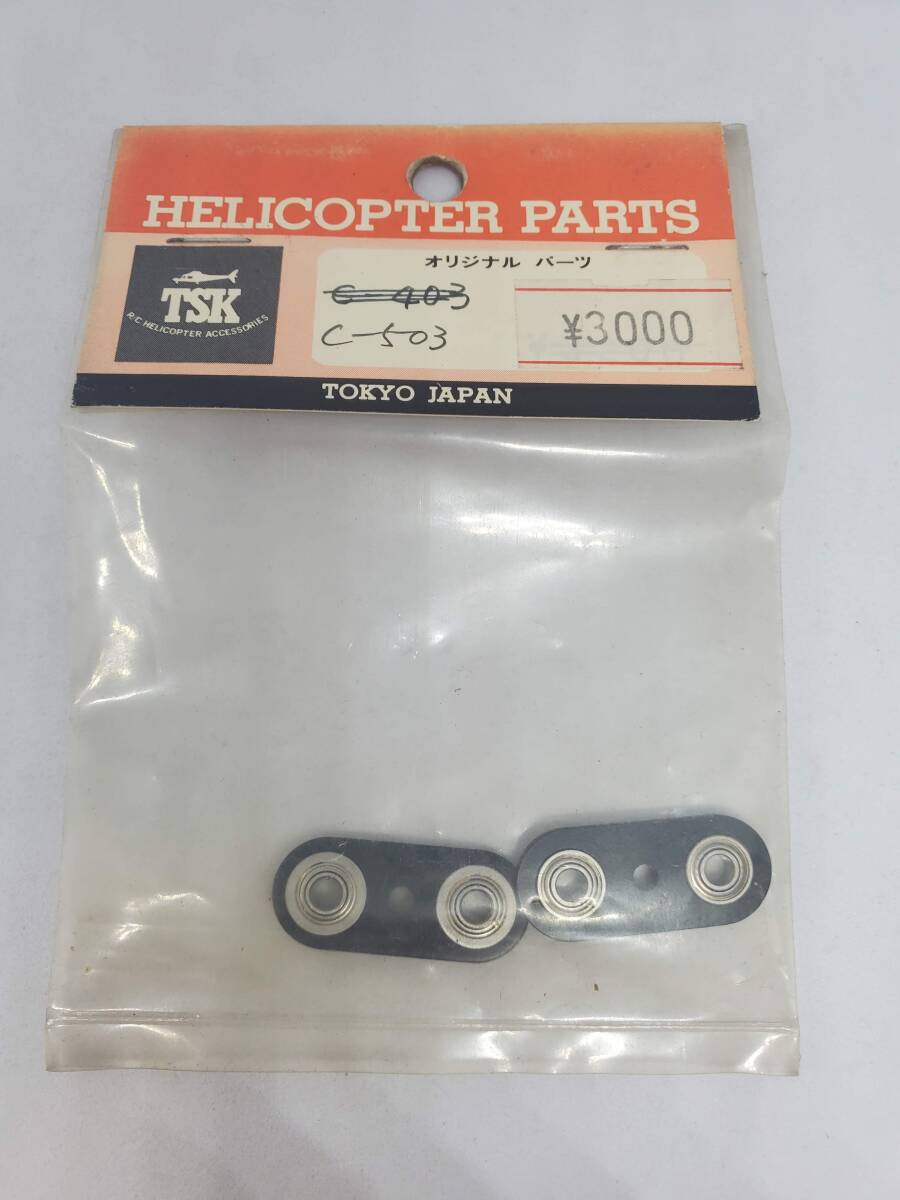 HELICOPTER PARTS
オリジナル パーツ
TSK
R/C HELICOPTER ACCESSORIES
C-403
C-503
¥3000
TOKYO JAPAN